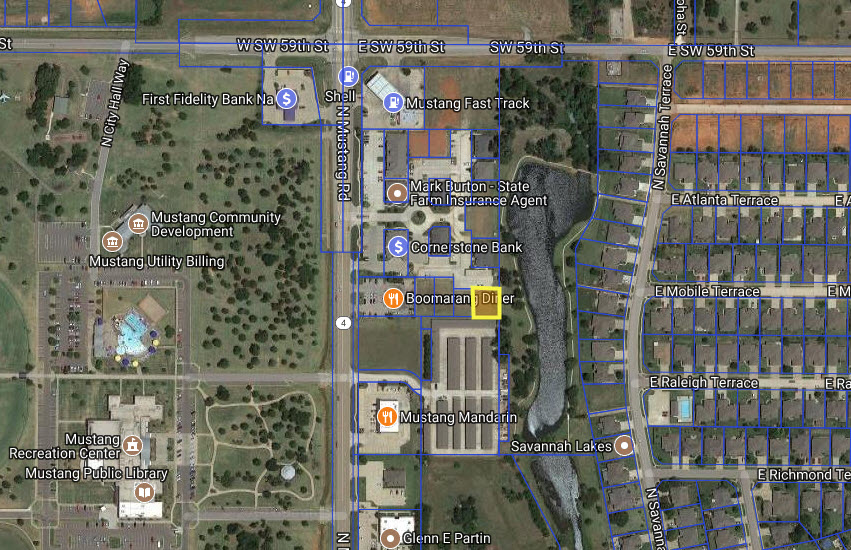 St
W SW 59th St
E SW 59th St
SW 59th St
E SW 59th St
N City Hall Way
First Fidelity Bank Na
Shell
Mustang Fast Track
N Mustang Rd
N Savannah Terrace
Mark Burton - State
Farm Insurance Agent
E Atlanta Terrace
E A
Mustang Community
Development
Mustang Utility Billing
Cornerstone Bank
Boomarang Diner
E Mobile Terrace
E M
4
E Raleigh Terrace
E Ra
Mustang Mandarin
Mustang
Recreation Center
Mustang Public Library
Savannah Lakes
E Richmond Te
N Savanna
Glenn E Partin